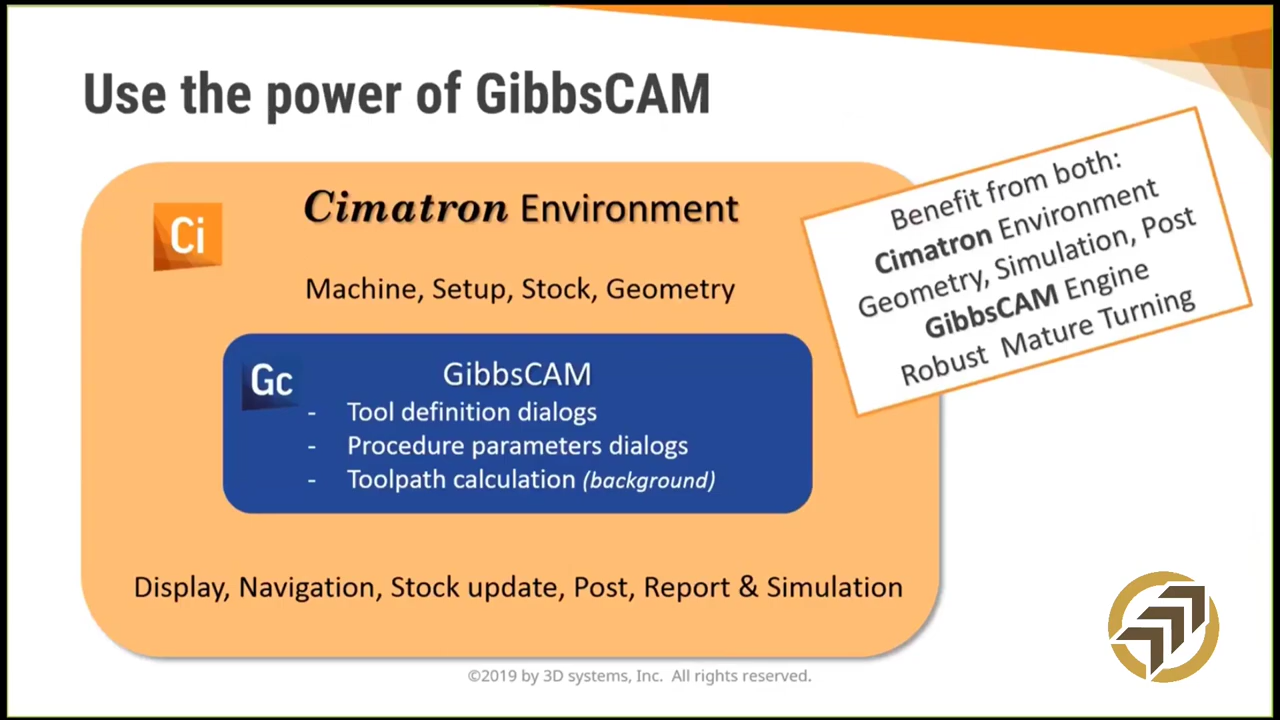 Use the power of GibbsCAM
Ci
Cimatron Environment
Machine, Setup, Stock, Geometry
Gc
GibbsCAM
- Tool definition dialogs
- Procedure parameters dialogs
- Toolpath calculation (background)
Display, Navigation, Stock update, Post, Report & Simulation
Benefit from both:
Cimatron Environment
Geometry, Simulation, Post
GibbsCAM Engine
Robust Mature Turning
©2019 by 3D systems, Inc. All rights reserved.